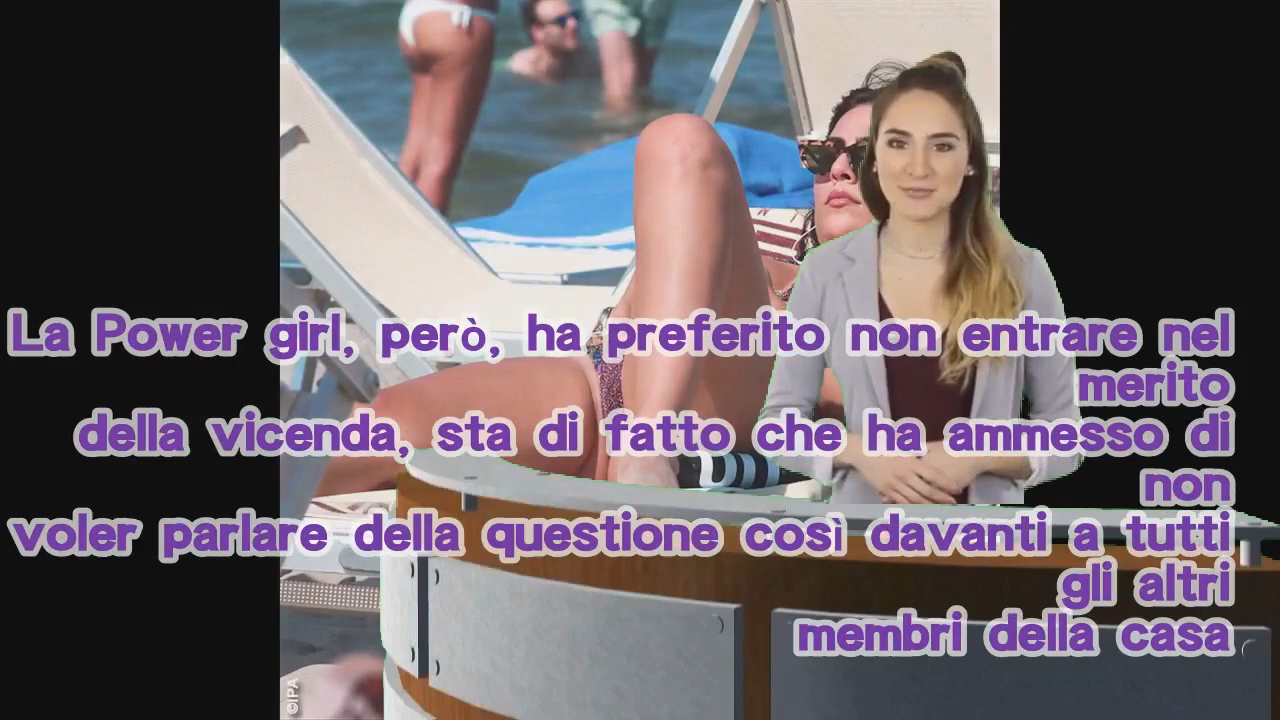 La Power girl, però, ha preferito non entrare nel
merito
della vicenda, sta di fatto che ha ammesso di
non
voler parlare della questione così davanti a tutti
gli altri
membri della casa
©IPA